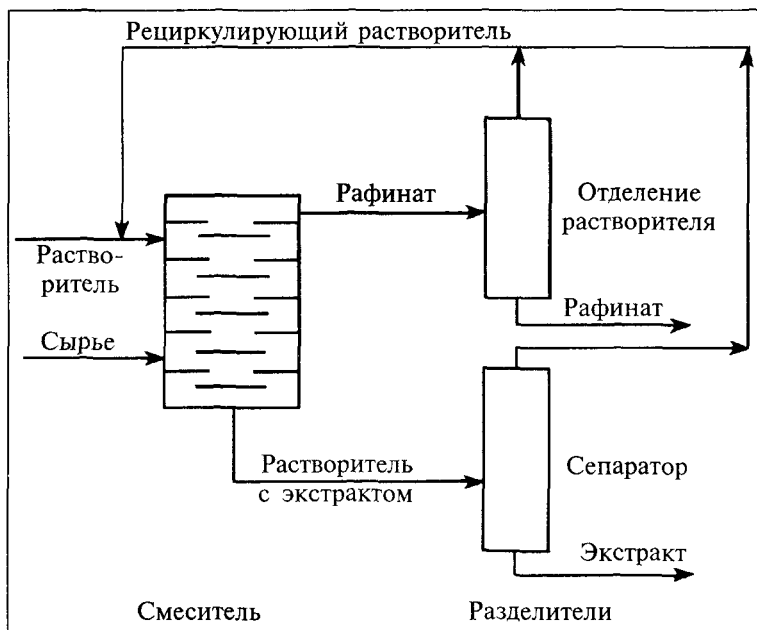 Рециркулирующий растворитель
Рафинат
Отделение
растворителя
Раство-
ритель
Рафинат
Сырье
Растворитель
с экстрактом
Сепаратор
Экстракт
Смеситель
Разделители